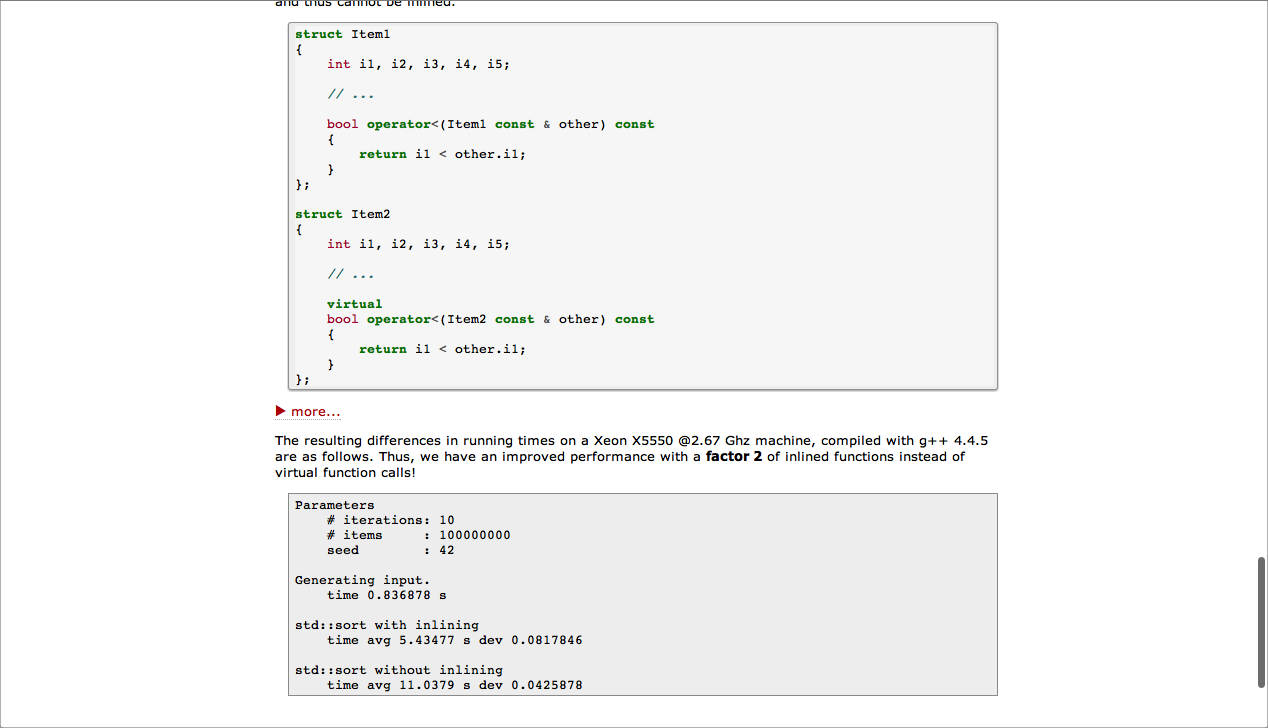 and thus cannot be inlined.
struct Item1
{
    int i1, i2, i3, i4, i5;

    // ...

    bool operator<(Item1 const & other) const
    {
        return i1 < other.i1;
    }
};

struct Item2
{
    int i1, i2, i3, i4, i5;

    // ...

    virtual
    bool operator<(Item2 const & other) const
    {
        return i1 < other.i1;
    }
};
▶ more...
The resulting differences in running times on a Xeon X5550 @2.67 Ghz machine, compiled with g++ 4.4.5
are as follows. Thus, we have an improved performance with a factor 2 of inlined functions instead of
virtual function calls!
Parameters
    # iterations: 10
    # items     : 100000000
    seed        : 42

Generating input.
    time 0.836878 s

std::sort with inlining
    time avg 5.43477 s dev 0.0817846

std::sort without inlining
    time avg 11.0379 s dev 0.0425878